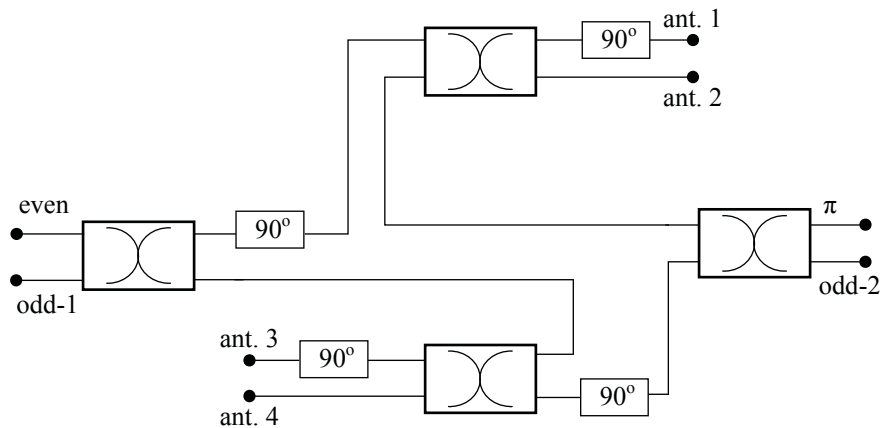 ant. 1
90°
ant. 2
even
π
90°
odd-1
odd-2
ant. 3
90°
90°
ant. 4